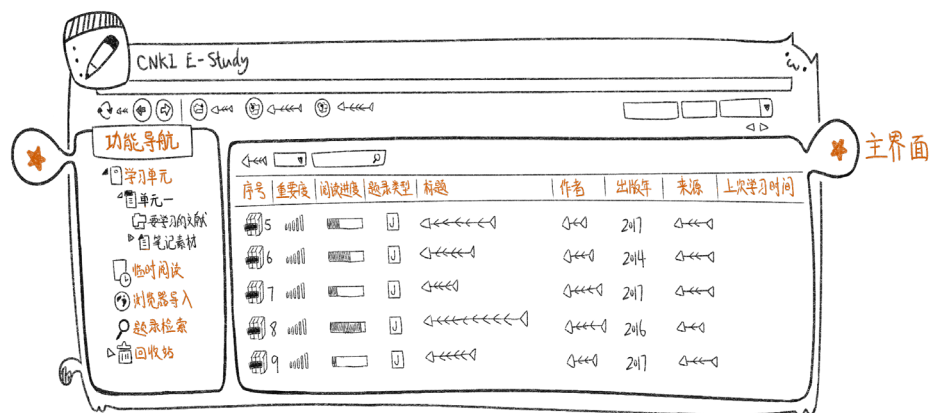 CNKI E-Study
功能导航
主界面
学习单元
单元一
要学习的文献
笔记素材
临时阅读
浏览器导入
题录检索
回收站
序号 重要度 阅读进度 题录类型 标题 作者 出版年 来源 上次学习时间
5 J 2017
6 J 2014
7 J 2017
8 J 2016
9 J 2017